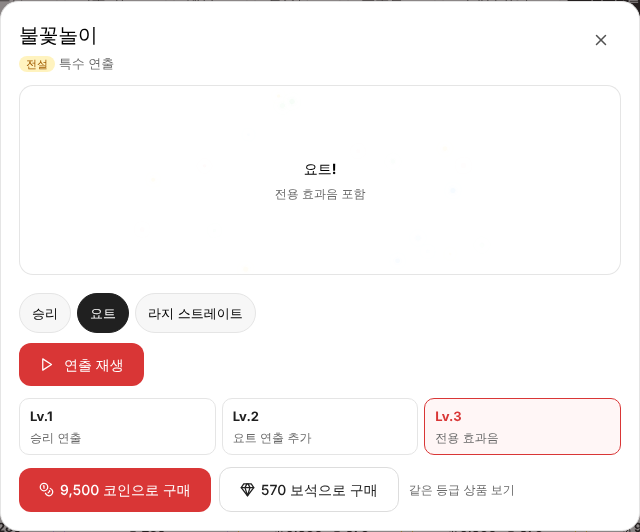 불꽃놀이
전설 특수 연출
요트!
전용 효과음 포함
승리 요트 라지 스트레이트
연출 재생
Lv.1 Lv.2 Lv.3
승리 연출 요트 연출 추가 전용 효과음
9,500 코인으로 구매 570 보석으로 구매 같은 등급 상품 보기